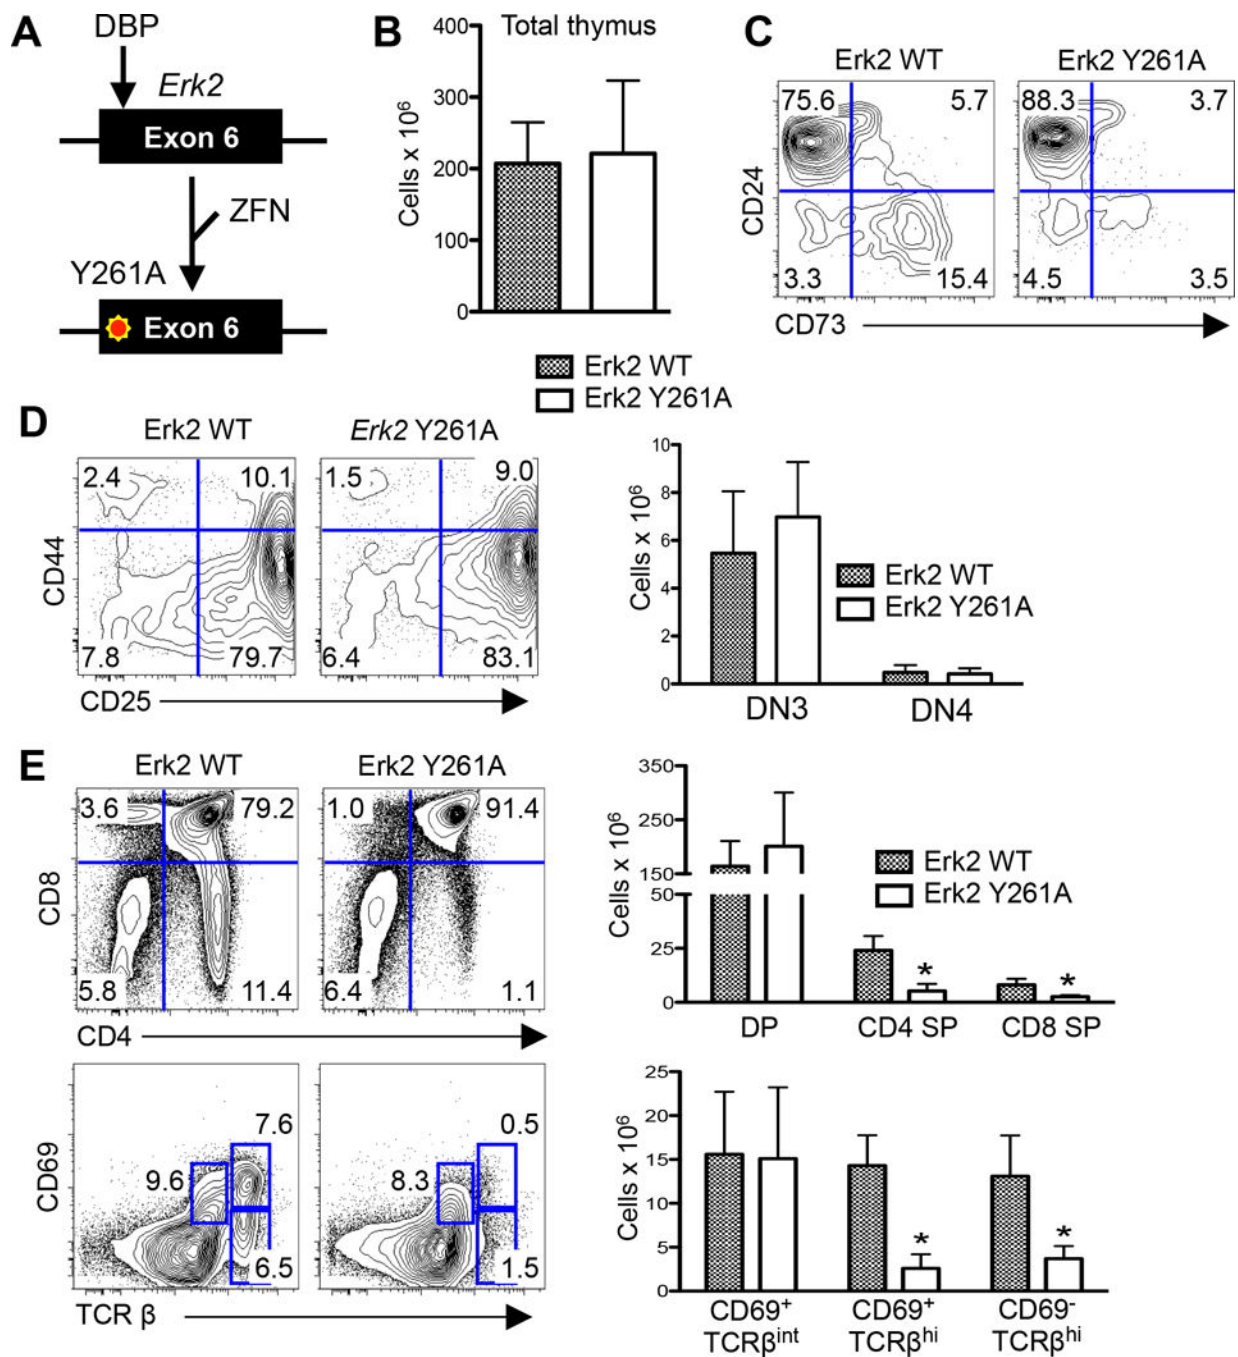 A
DBP
Erk2
Exon 6
ZFN
Y261A
Exon 6
B
Total thymus
Cells x 10⁶
400
300
200
100
0
Erk2 WT
Erk2 Y261A
C
Erk2 WT
Erk2 Y261A
75.6
5.7
88.3
3.7
CD24
3.3
15.4
4.5
3.5
CD73
D
Erk2 WT
Erk2 Y261A
2.4
10.1
1.5
9.0
CD44
7.8
79.7
6.4
83.1
CD25
Cells x 10⁶
10
8
6
4
2
0
Erk2 WT
Erk2 Y261A
DN3
DN4
E
Erk2 WT
Erk2 Y261A
3.6
79.2
1.0
91.4
CD8
5.8
11.4
6.4
1.1
CD4
Cells x 10⁶
350
250
150
50
25
0
Erk2 WT
Erk2 Y261A
*
*
DP
CD4 SP
CD8 SP
7.6
0.5
CD69
9.6
8.3
6.5
1.5
TCR β
Cells x 10⁶
25
20
15
10
5
0
*
*
CD69⁺
TCRβ^int
CD69⁺
TCRβ^hi
CD69⁻
TCRβ^hi